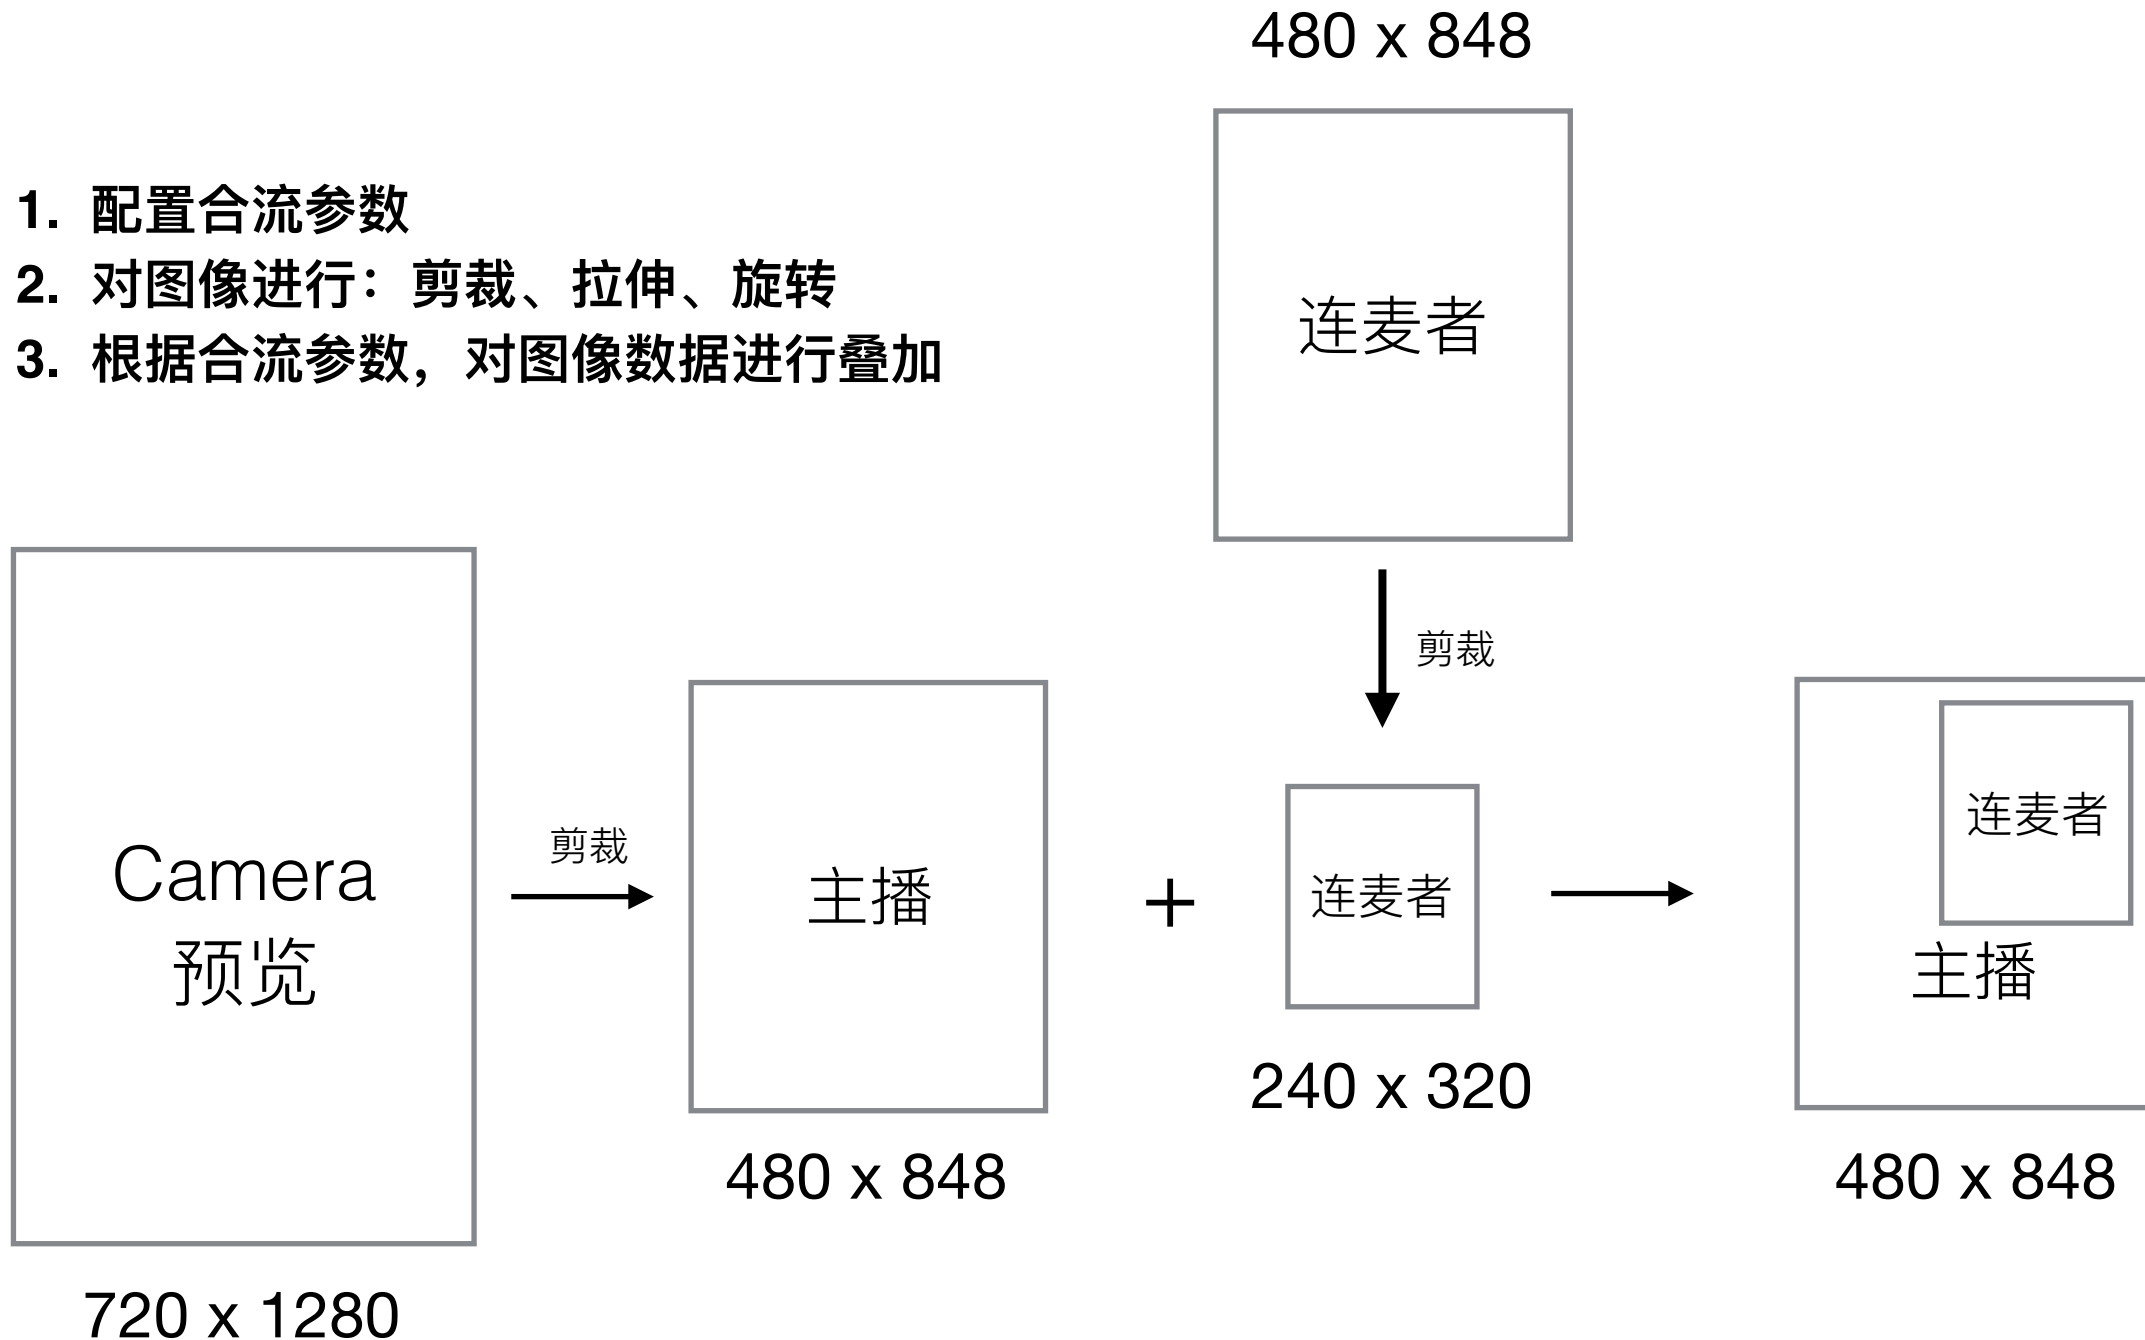 480 x 848
1. 配置合流参数
2. 对图像进行：剪裁、拉伸、旋转
3. 根据合流参数，对图像数据进行叠加
连麦者
剪裁
Camera
预览
剪裁
主播
+
连麦者
连麦者
主播
240 x 320
480 x 848
480 x 848
720 x 1280